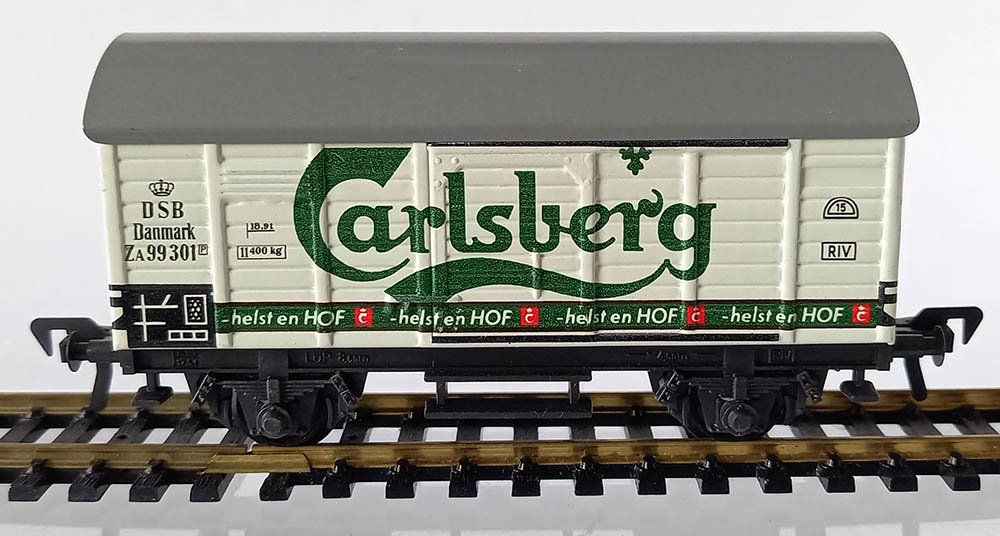 Carlsberg
DSB
Danmark
ZA 99 301 P
18.91
11400 kg
15
RIV
-helst en HOF C -helst en HOF C -helst en HOF C -helst en HOF C